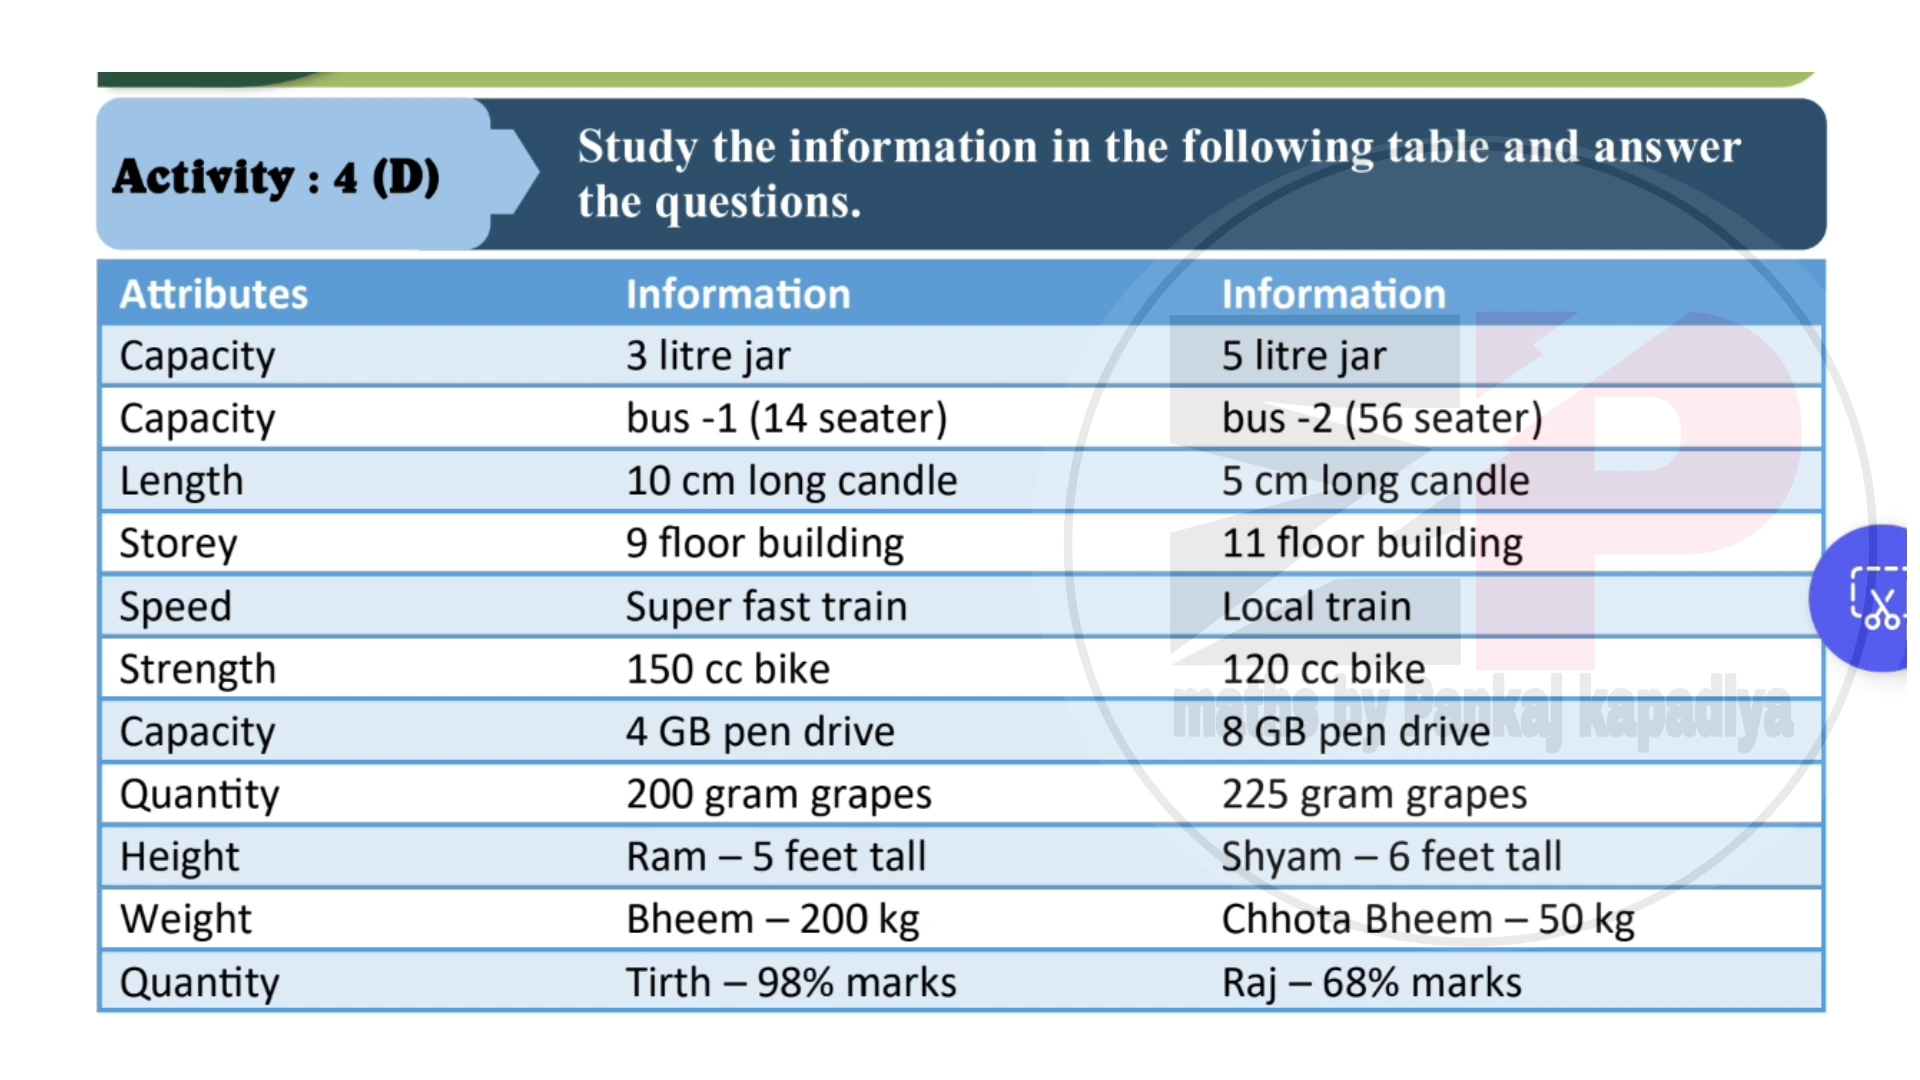 Activity : 4 (D)
Study the information in the following table and answer
the questions.
Attributes Information Information
Capacity 3 litre jar 5 litre jar
Capacity bus -1 (14 seater) bus -2 (56 seater)
Length 10 cm long candle 5 cm long candle
Storey 9 floor building 11 floor building
Speed Super fast train Local train
Strength 150 cc bike 120 cc bike
Capacity 4 GB pen drive 8 GB pen drive
Quantity 200 gram grapes 225 gram grapes
Height Ram – 5 feet tall Shyam – 6 feet tall
Weight Bheem – 200 kg Chhota Bheem – 50 kg
Quantity Tirth – 98% marks Raj – 68% marks
maths by Pankaj kapadiya